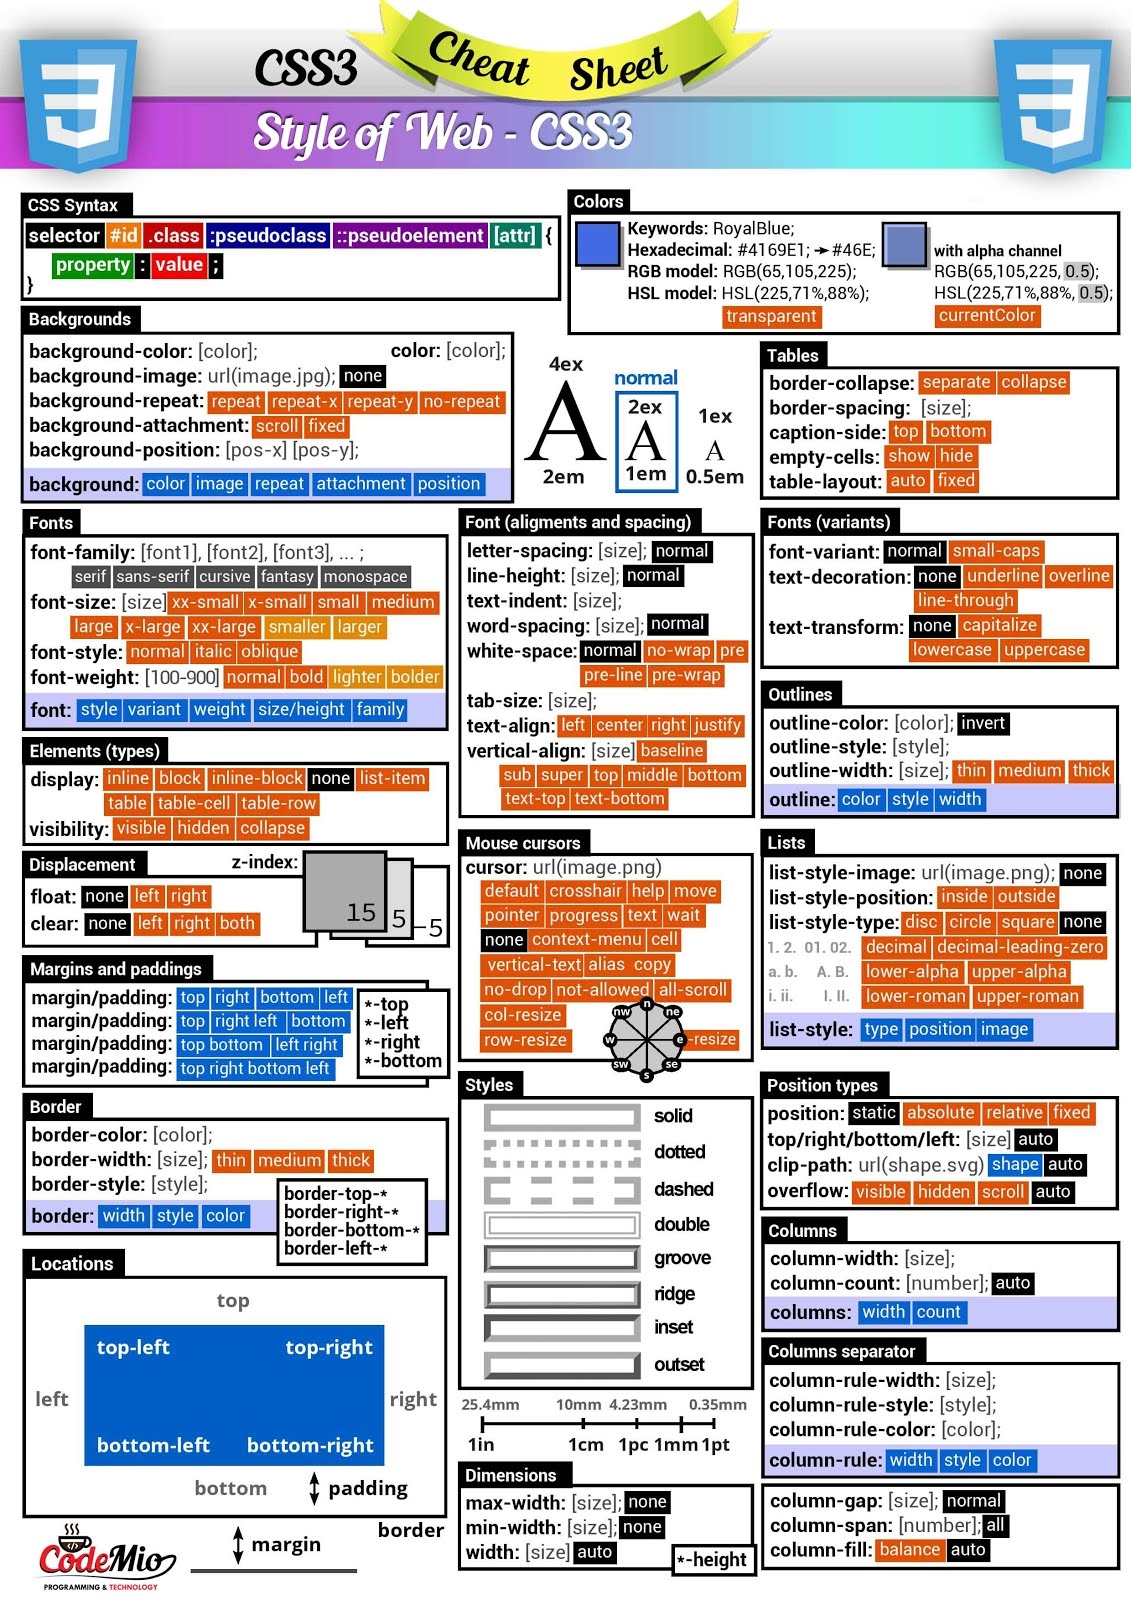 CSS3 Cheat Sheet
Style of Web - CSS3
CSS Syntax
selector #id .class :pseudoclass ::pseudoelement [attr] {
property : value ;
}
Colors
Keywords: RoyalBlue;
Hexadecimal: #4169E1; → #46E;
RGB model: RGB(65,105,225);
HSL model: HSL(225,71%,88%);
transparent
with alpha channel
RGB(65,105,225, 0.5);
HSL(225,71%,88%, 0.5);
currentColor
Backgrounds
background-color: [color]; color: [color];
background-image: url(image.jpg); none
background-repeat: repeat repeat-x repeat-y no-repeat
background-attachment: scroll fixed
background-position: [pos-x] [pos-y];
background: color image repeat attachment position
4ex
A
2em
normal
2ex
A
1em
1ex
A
0.5em
Tables
border-collapse: separate collapse
border-spacing: [size];
caption-side: top bottom
empty-cells: show hide
table-layout: auto fixed
Fonts
font-family: [font1], [font2], [font3], ... ;
serif sans-serif cursive fantasy monospace
font-size: [size] xx-small x-small small medium
large x-large xx-large smaller larger
font-style: normal italic oblique
font-weight: [100-900] normal bold lighter bolder
font: style variant weight size/height family
Font (aligments and spacing)
letter-spacing: [size]; normal
line-height: [size]; normal
text-indent: [size];
word-spacing: [size]; normal
white-space: normal no-wrap pre
pre-line pre-wrap
tab-size: [size];
text-align: left center right justify
vertical-align: [size] baseline
sub super top middle bottom
text-top text-bottom
Fonts (variants)
font-variant: normal small-caps
text-decoration: none underline overline
line-through
text-transform: none capitalize
lowercase uppercase
Outlines
outline-color: [color]; invert
outline-style: [style];
outline-width: [size]; thin medium thick
outline: color style width
Elements (types)
display: inline block inline-block none list-item
table table-cell table-row
visibility: visible hidden collapse
Displacement
z-index:
float: none left right
clear: none left right both
15 5 -5
Mouse cursors
cursor: url(image.png)
default crosshair help move
pointer progress text wait
none context-menu cell
vertical-text alias copy
no-drop not-allowed all-scroll
col-resize
row-resize
n
nw ne
w e -resize
sw se
s
Lists
list-style-image: url(image.png); none
list-style-position: inside outside
list-style-type: disc circle square none
1. 2. 01. 02. decimal decimal-leading-zero
a. b. A. B. lower-alpha upper-alpha
i. ii. I. II. lower-roman upper-roman
list-style: type position image
Margins and paddings
margin/padding: top right bottom left
margin/padding: top right left bottom
margin/padding: top bottom left right
margin/padding: top right bottom left
*-top
*-left
*-right
*-bottom
Border
border-color: [color];
border-width: [size]; thin medium thick
border-style: [style];
border: width style color
border-top-*
border-right-*
border-bottom-*
border-left-*
Styles
solid
dotted
dashed
double
groove
ridge
inset
outset
Position types
position: static absolute relative fixed
top/right/bottom/left: [size] auto
clip-path: url(shape.svg) shape auto
overflow: visible hidden scroll auto
Columns
column-width: [size];
column-count: [number]; auto
columns: width count
Columns separator
column-rule-width: [size];
column-rule-style: [style];
column-rule-color: [color];
column-rule: width style color
column-gap: [size]; normal
column-span: [number]; all
column-fill: balance auto
Locations
top
top-left top-right
left right
bottom-left bottom-right
bottom padding
border
margin
25.4mm 10mm 4.23mm 0.35mm
1in 1cm 1pc 1mm 1pt
Dimensions
max-width: [size]; none
min-width: [size]; none
width: [size] auto
*-height
CodeMio
PROGRAMMING & TECHNOLOGY